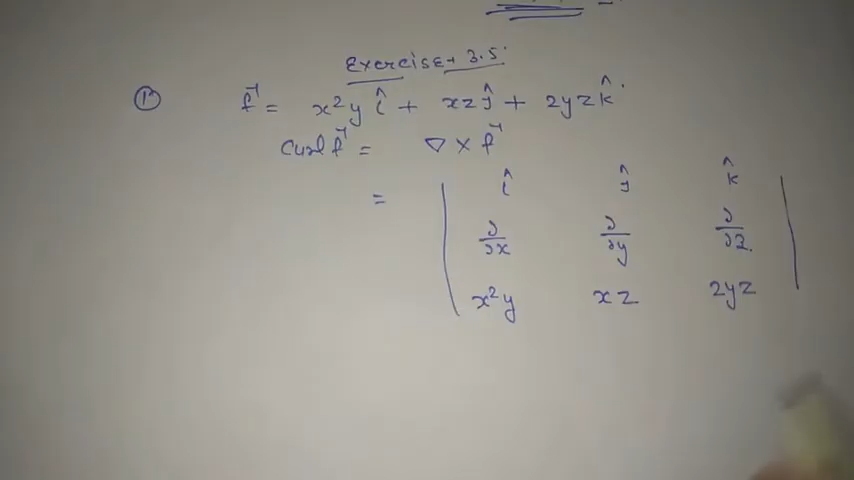 Exercise → 3.5
① f⃗ = x²y î + xz ĵ + 2yz k̂
Curl f⃗ = ∇ × f⃗
= | î ĵ k̂ |
| ∂/∂x ∂/∂y ∂/∂z |
| x²y xz 2yz |